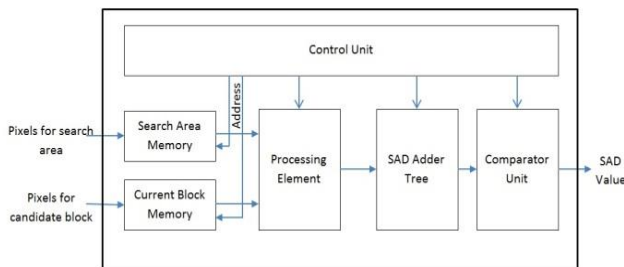 Control Unit
Address
Pixels for search
area
Search Area
Memory
Pixels for
candidate block
Current Block
Memory
Processing
Element
SAD Adder
Tree
Comparator
Unit
SAD
Value